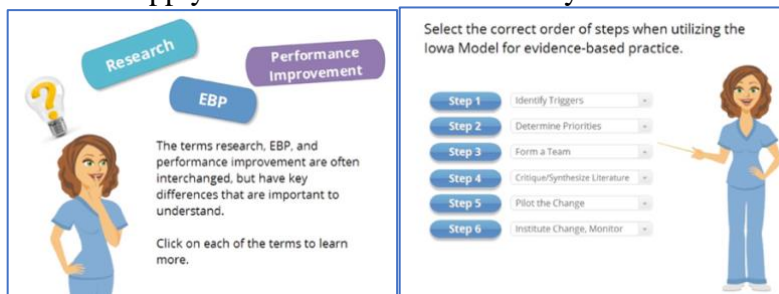 Research
Performance
Improvement
EBP
The terms research, EBP, and
performance improvement are often
interchanged, but have key
differences that are important to
understand.
Click on each of the terms to learn
more.
Select the correct order of steps when utilizing the
Iowa Model for evidence-based practice.
Step 1 Identify Triggers
Step 2 Determine Priorities
Step 3 Form a Team
Step 4 Critique/Synthesize Literature
Step 5 Pilot the Change
Step 6 Institute Change, Monitor